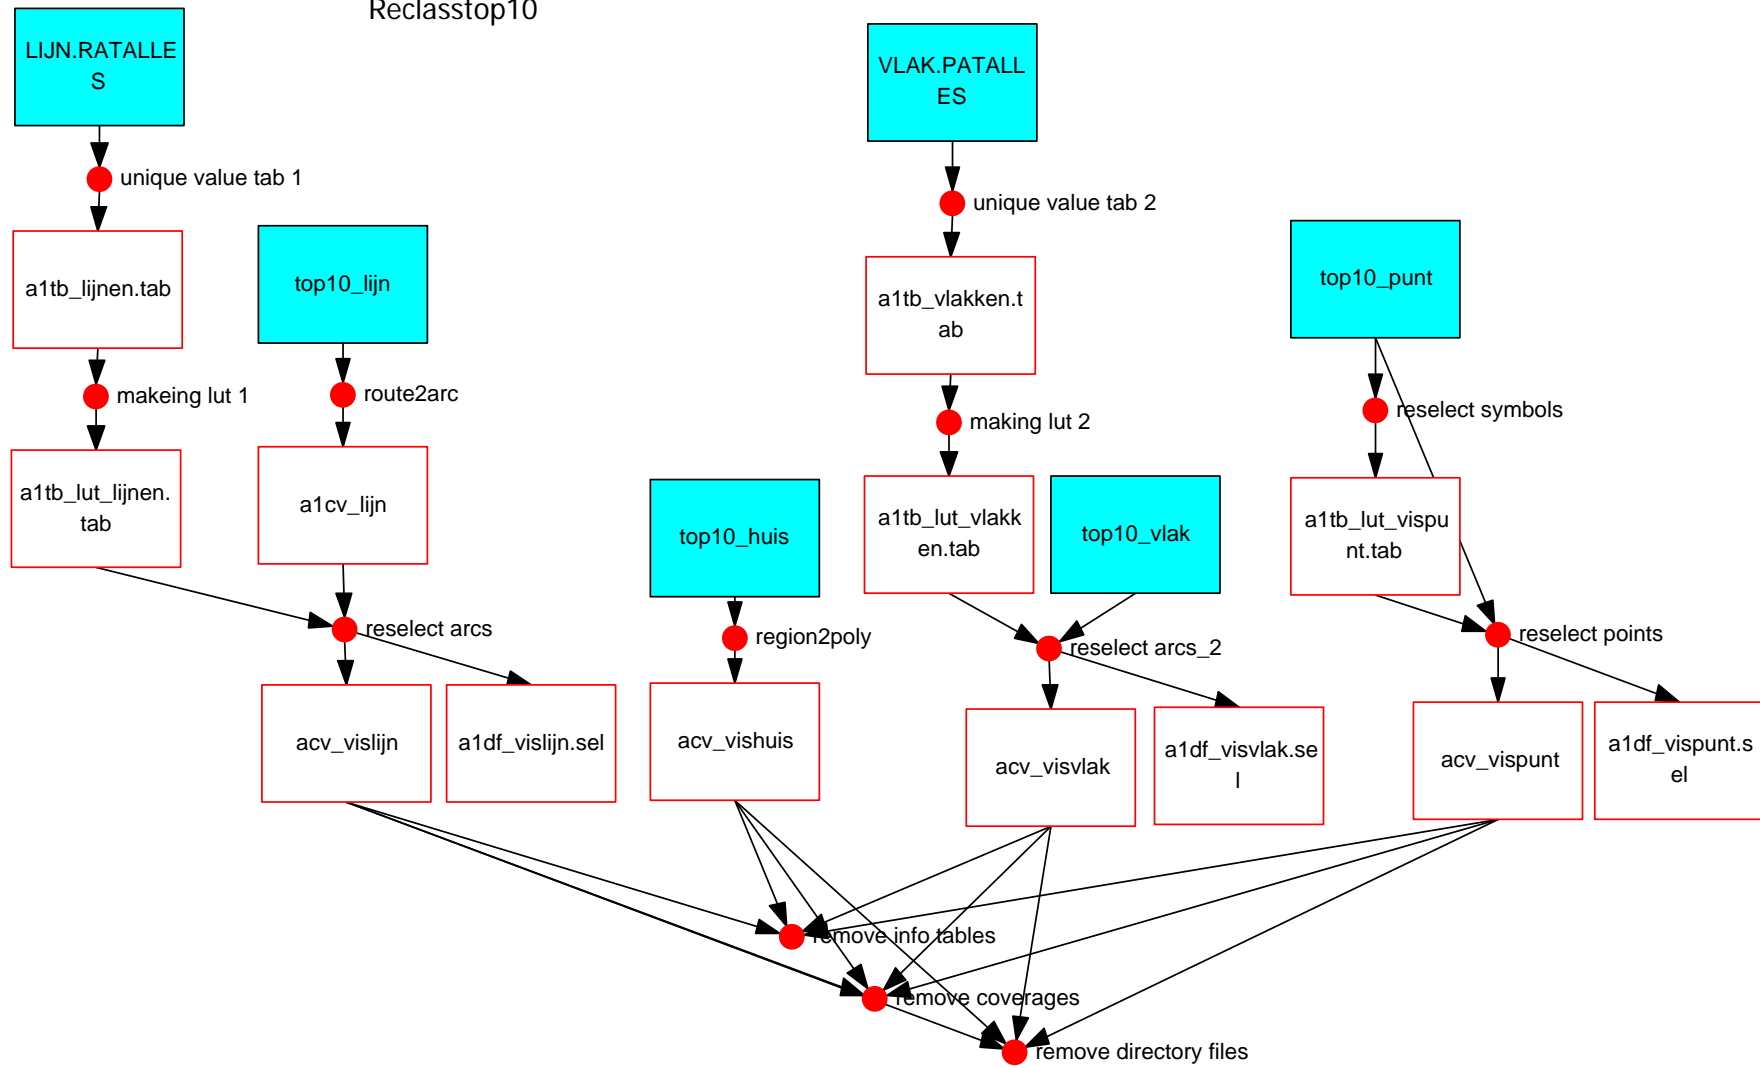 Reclasstop10
LIJN.RATALLE
S
VLAK.PATALL
ES
unique value tab 1
unique value tab 2
a1tb_lijnen.tab
top10_lijn
a1tb_vlakken.t
ab
top10_punt
makeing lut 1
route2arc
making lut 2
reselect symbols
a1tb_lut_lijnen.
tab
a1cv_lijn
top10_huis
a1tb_lut_vlakk
en.tab
top10_vlak
a1tb_lut_vispu
nt.tab
reselect arcs
region2poly
reselect arcs_2
reselect points
acv_vislijn
a1df_vislijn.sel
acv_vishuis
acv_visvlak
a1df_visvlak.se
l
acv_vispunt
a1df_vispunt.s
el
remove info tables
remove coverages
remove directory files